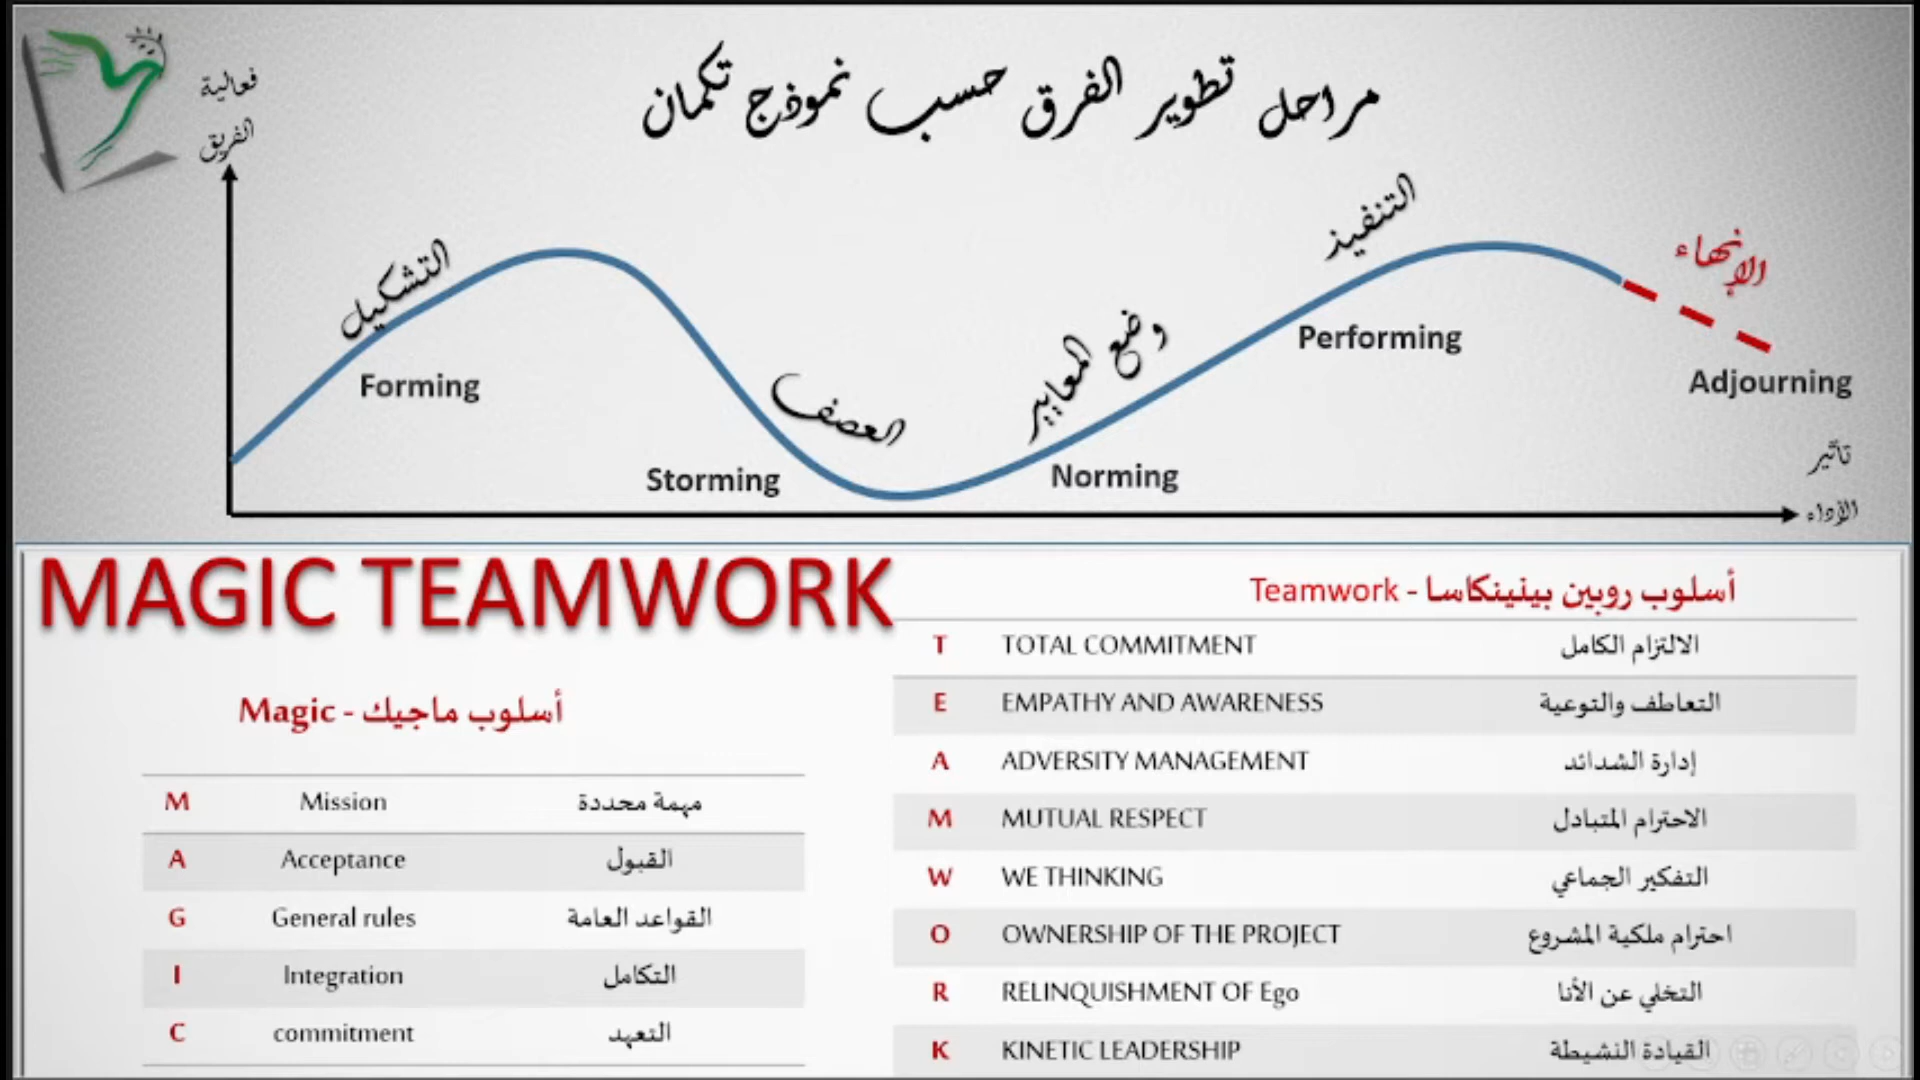 مراحل تطوير الفرق حسب نموذج تكمان
فعالية
الفريق
التشكيل
Forming
العصف
Storming
وضع المعايير
Norming
التنفيذ
Performing
الإنهاء
Adjourning
تأثير
الأداء
MAGIC TEAMWORK
أسلوب ماجيك - Magic
M Mission مهمة محددة
A Acceptance القبول
G General rules القواعد العامة
I Integration التكامل
C commitment التعهد
أسلوب روبين بينينكاسا - Teamwork
T TOTAL COMMITMENT الالتزام الكامل
E EMPATHY AND AWARENESS التعاطف والتوعية
A ADVERSITY MANAGEMENT إدارة الشدائد
M MUTUAL RESPECT الاحترام المتبادل
W WE THINKING التفكير الجماعي
O OWNERSHIP OF THE PROJECT احترام ملكية المشروع
R RELINQUISHMENT OF Ego التخلي عن الأنا
K KINETIC LEADERSHIP القيادة النشيطة